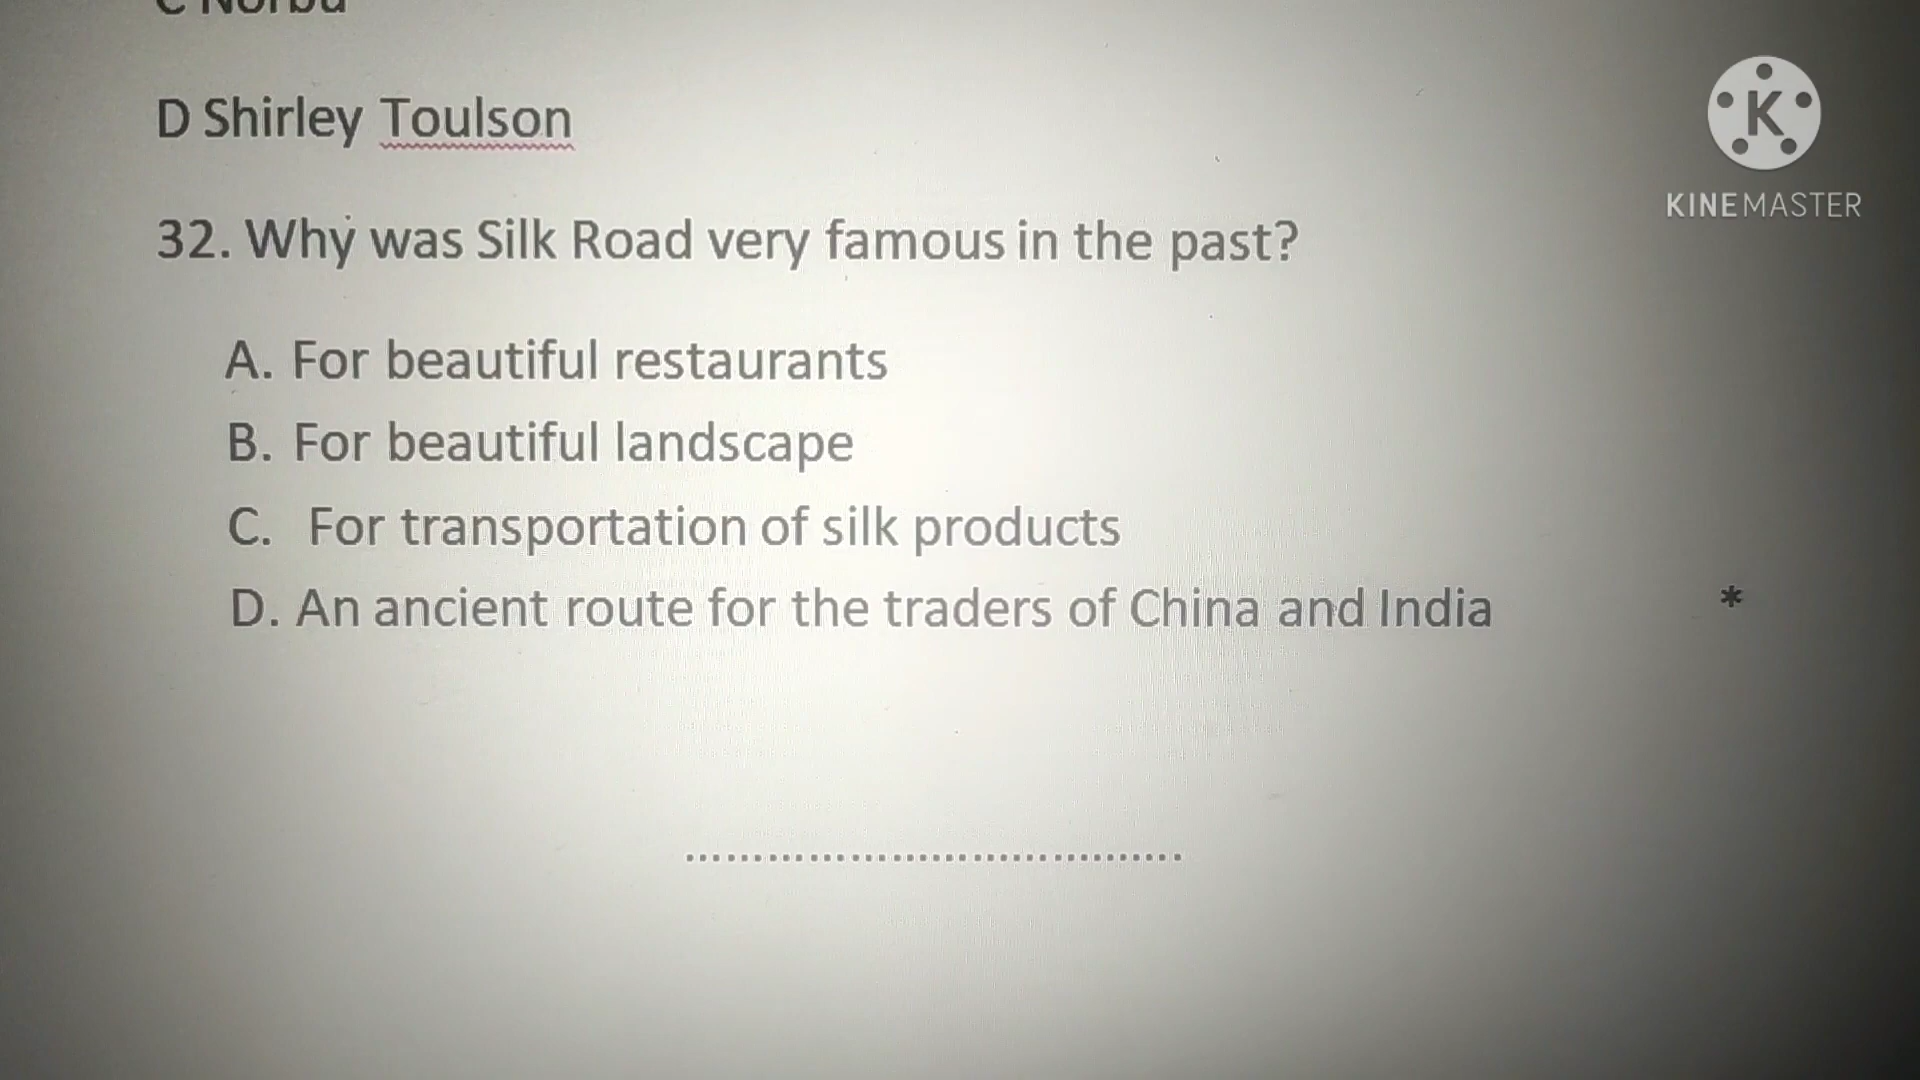 C Norbu
D Shirley Toulson
32. Why was Silk Road very famous in the past?
A. For beautiful restaurants
B. For beautiful landscape
C. For transportation of silk products
D. An ancient route for the traders of China and India *
....................................
K
KINEMASTER